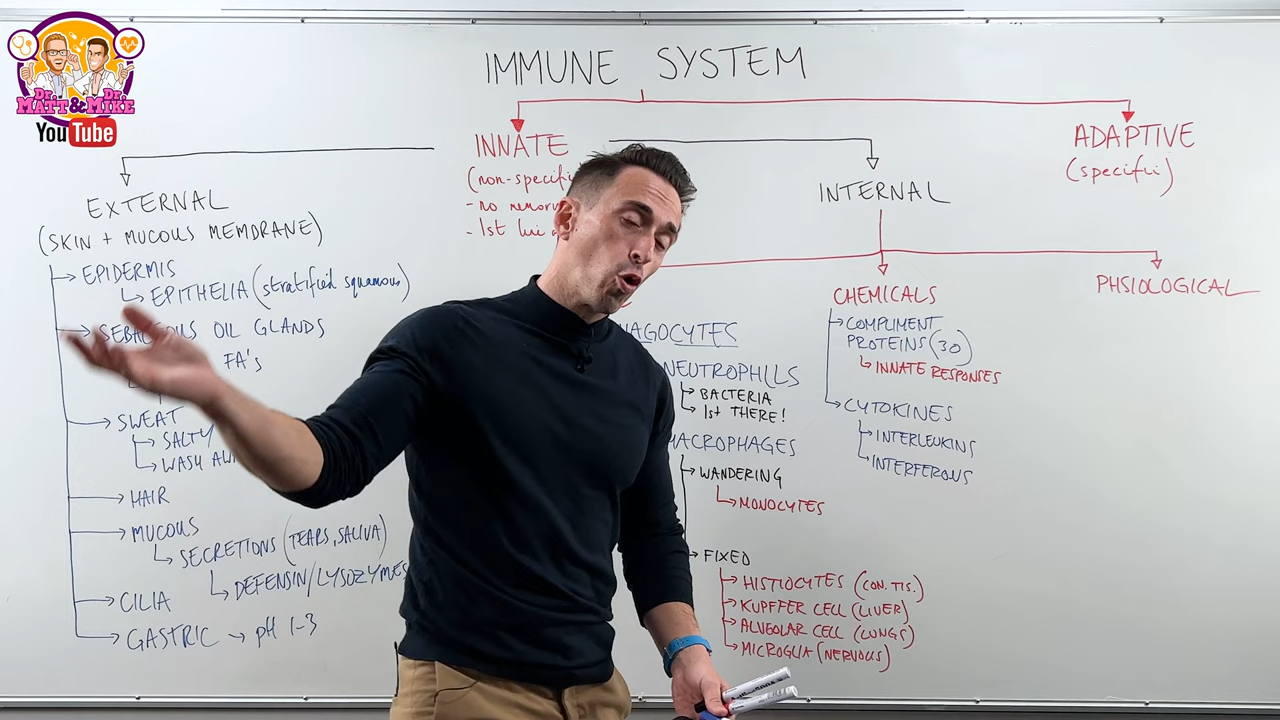 Dr. Dr.
MATT & MIKE
YouTube
IMMUNE SYSTEM
INNATE
- no
- 1st
ADAPTIVE
(specific)
EXTERNAL
(SKIN + MUCOUS MEMBRANE)
EPIDERMIS
EPITHELIA (stratified squamous)
OIL GLANDS
FA's
SWEAT
SALTY
WASH
HAIR
MUCOUS
SECRETIONS (TEARS, SALIVA)
DEFENSIN/LYSOZYMES
CILIA
GASTRIC → pH 1-3
INTERNAL
NEUTROPHILS
BACTERIA
1st THERE!
WANDERING
MONOCYTES
FIXED
HISTIOCYTES (CON. TIS.)
KUPFFER CELL (LIVER)
ALVEOLAR CELL (LUNGS)
MICROGLIA (NERVOUS)
CHEMICALS
COMPLIMENT
PROTEINS (30)
INNATE RESPONSES
CYTOKINES
INTERLEUKINS
INTERFERONS
PHSIOLOGICAL